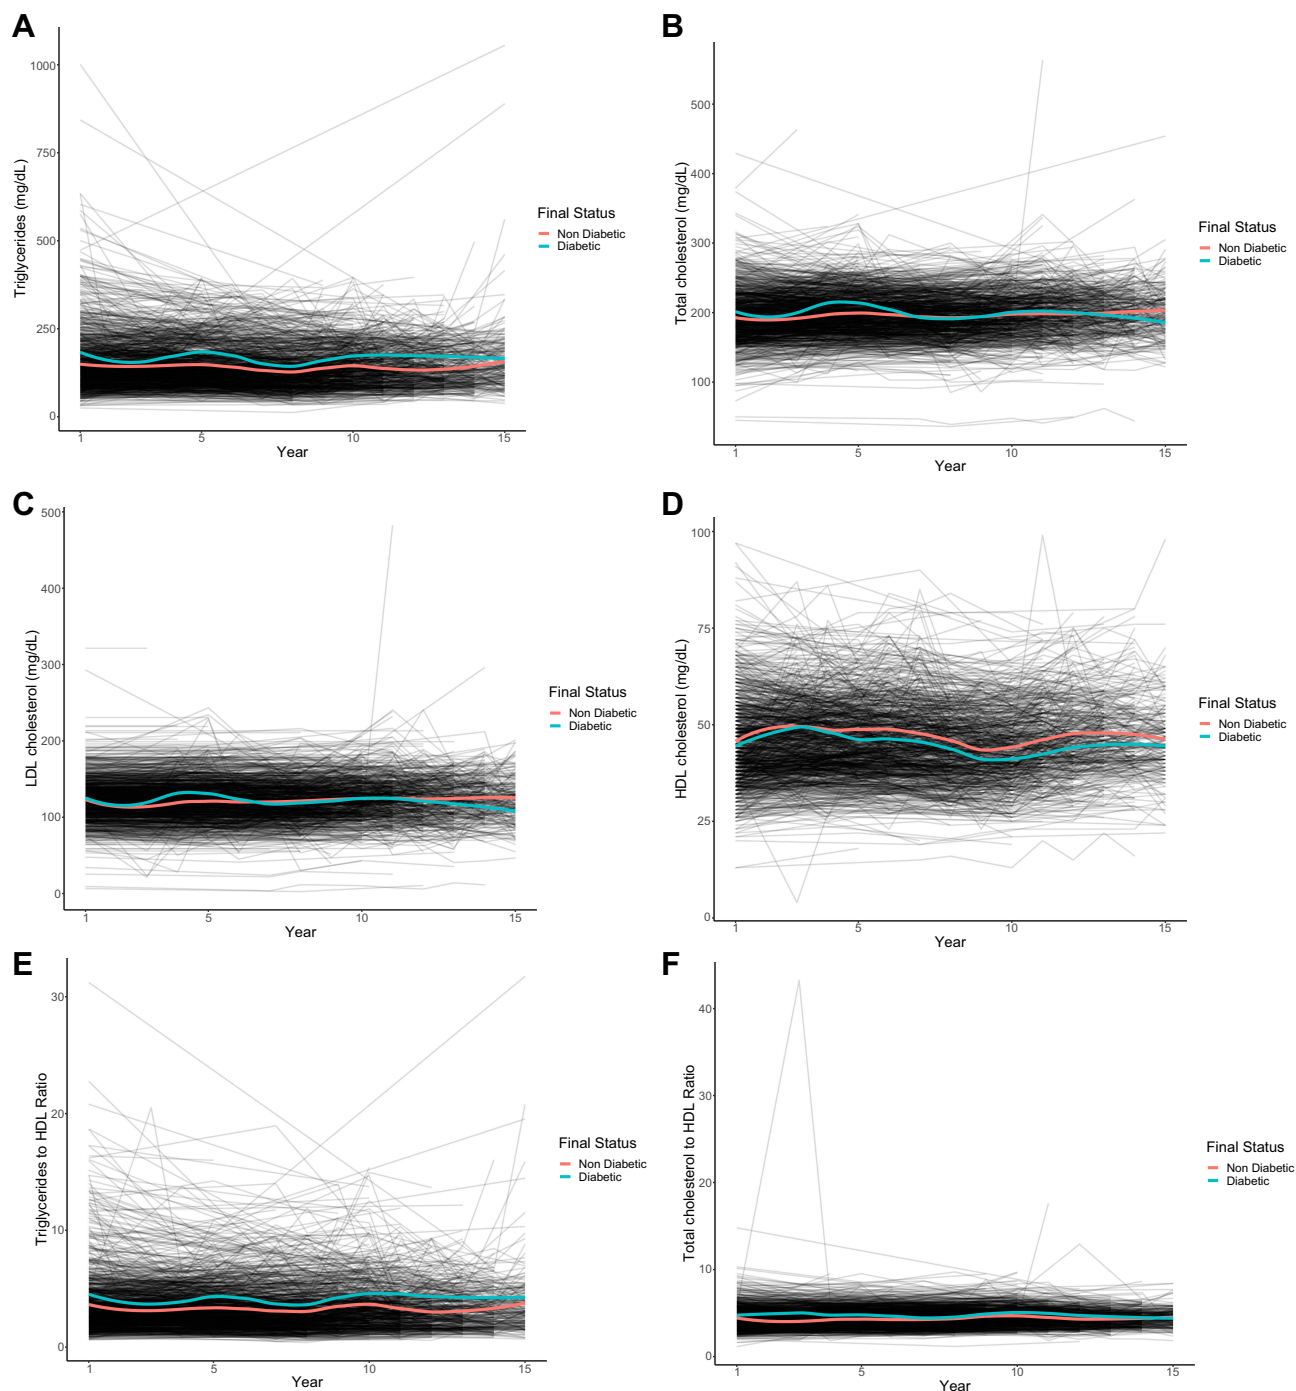 A
Triglycerides (mg/dL)
1000
750
500
250
0
1 5 10 15
Year
Final Status
Non Diabetic
Diabetic
B
Total cholesterol (mg/dL)
500
400
300
200
100
1 5 10 15
Year
Final Status
Non Diabetic
Diabetic
C
LDL cholesterol (mg/dL)
500
400
300
200
100
0
1 5 10 15
Year
Final Status
Non Diabetic
Diabetic
D
HDL cholesterol (mg/dL)
100
75
50
25
0
1 5 10 15
Year
Final Status
Non Diabetic
Diabetic
E
Triglycerides to HDL Ratio
30
20
10
0
1 5 10 15
Year
Final Status
Non Diabetic
Diabetic
F
Total cholesterol to HDL Ratio
40
30
20
10
0
1 5 10 15
Year
Final Status
Non Diabetic
Diabetic